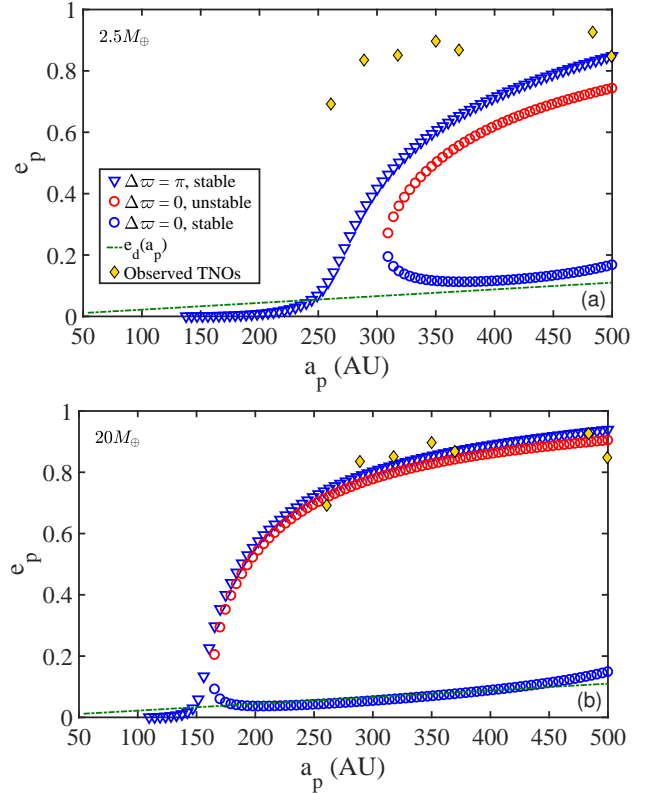 1
2.5M⊕
0.8
0.6
e_p
Δϖ = π, stable
Δϖ = 0, unstable
0.4
Δϖ = 0, stable
e_d(a_p)
0.2
Observed TNOs
(a)
0
50 100 150 200 250 300 350 400 450 500
a_p (AU)
1
20M⊕
0.8
0.6
e_p
0.4
0.2
(b)
0
50 100 150 200 250 300 350 400 450 500
a_p (AU)